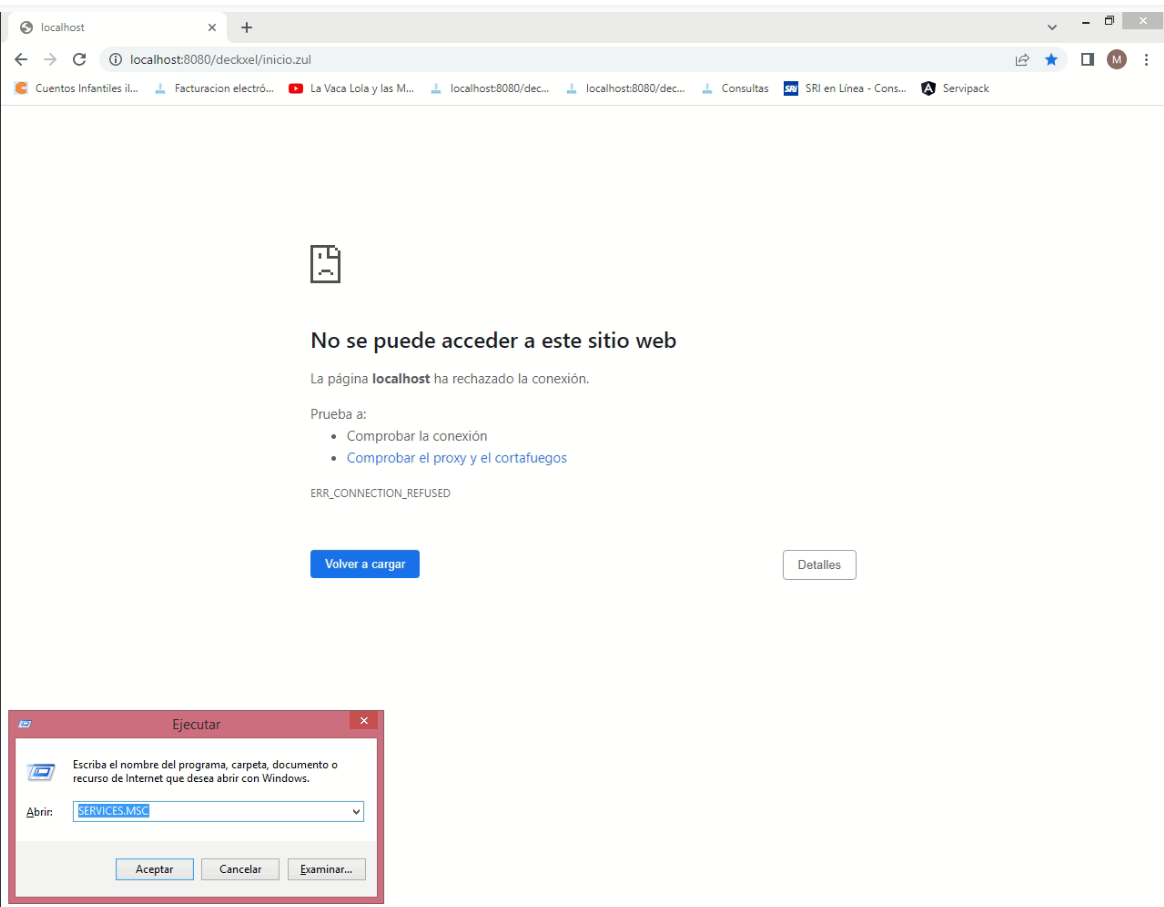 localhost
localhost:8080/deckxel/inicio.zul
M
Cuentos Infantiles il...
Facturacion electró...
La Vaca Lola y las M...
localhost:8080/dec...
localhost:8080/dec...
Consultas
SRI
SRI en Línea - Cons...
Servipack
No se puede acceder a este sitio web
La página localhost ha rechazado la conexión.
Prueba a:
Comprobar la conexión
Comprobar el proxy y el cortafuegos
ERR_CONNECTION_REFUSED
Volver a cargar
Detalles
Ejecutar
Escriba el nombre del programa, carpeta, documento o
recurso de Internet que desea abrir con Windows.
Abrir:
SERVICES.MSC
Aceptar
Cancelar
Examinar...